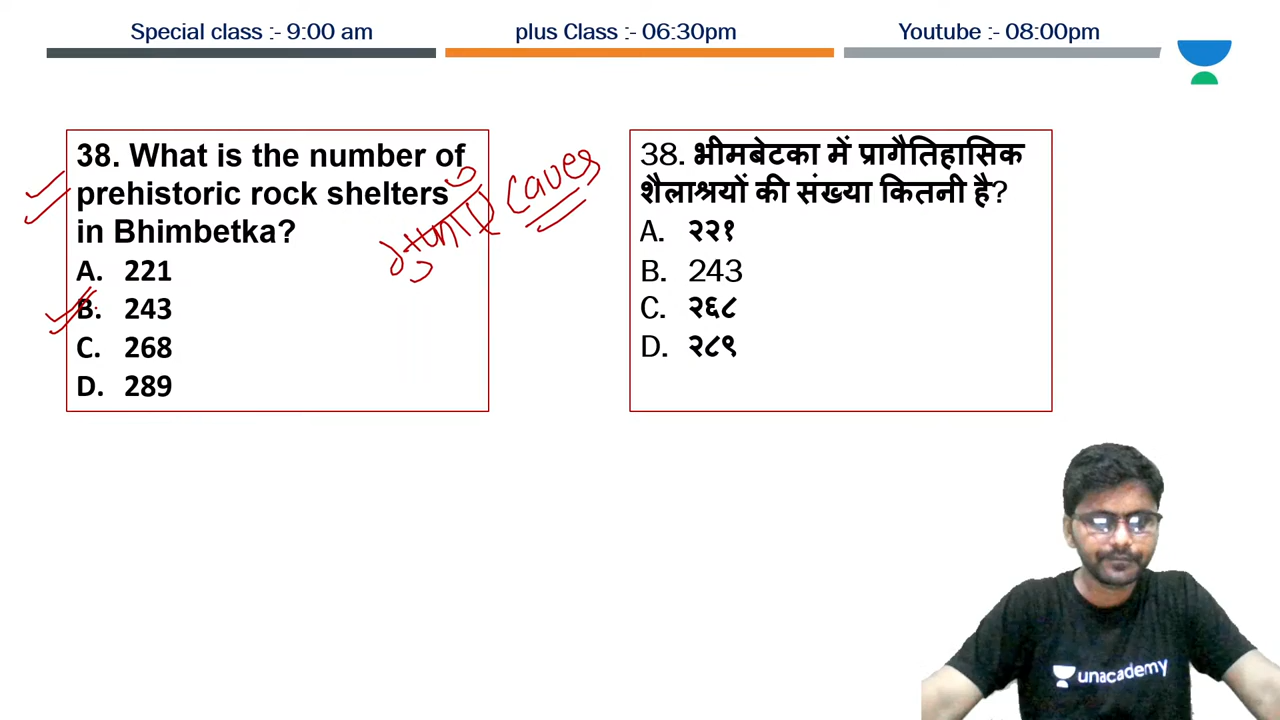 Special class :- 9:00 am
plus Class :- 06:30pm
Youtube :- 08:00pm
38. What is the number of
prehistoric rock shelters
in Bhimbetka?
A. 221
B. 243
C. 268
D. 289
Caves
38. भीमबेटका में प्रागैतिहासिक
शैलाश्रयों की संख्या कितनी है?
A. २२१
B. 243
C. २६८
D. २८९
unacademy